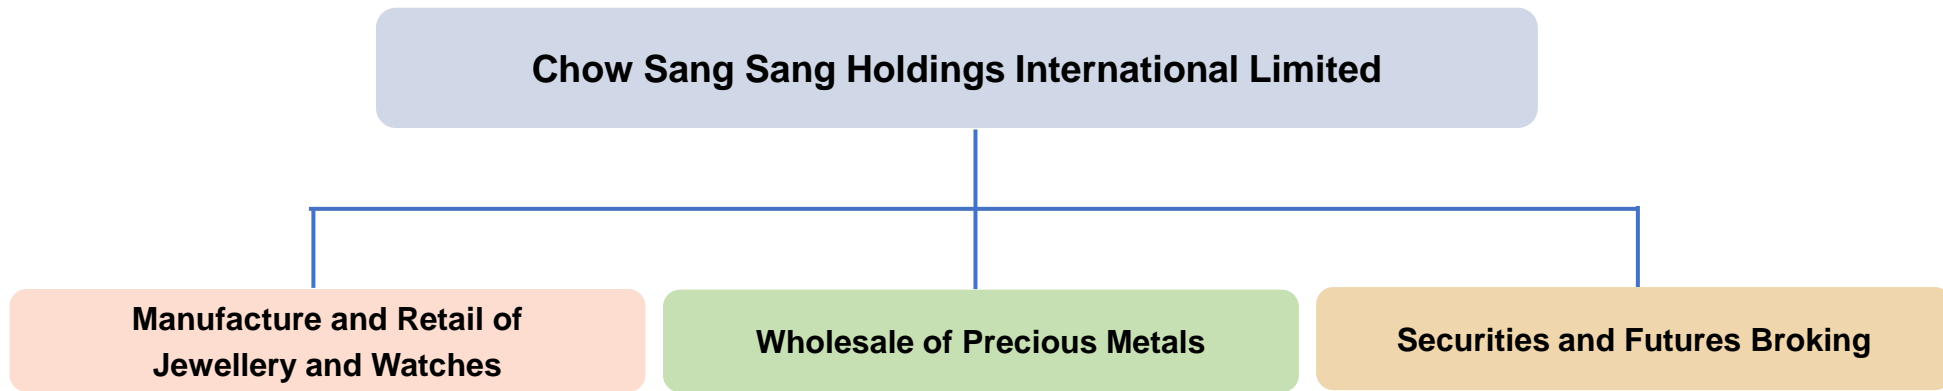 Chow Sang Sang Holdings International Limited
Manufacture and Retail of
Jewellery and Watches
Wholesale of Precious Metals
Securities and Futures Broking